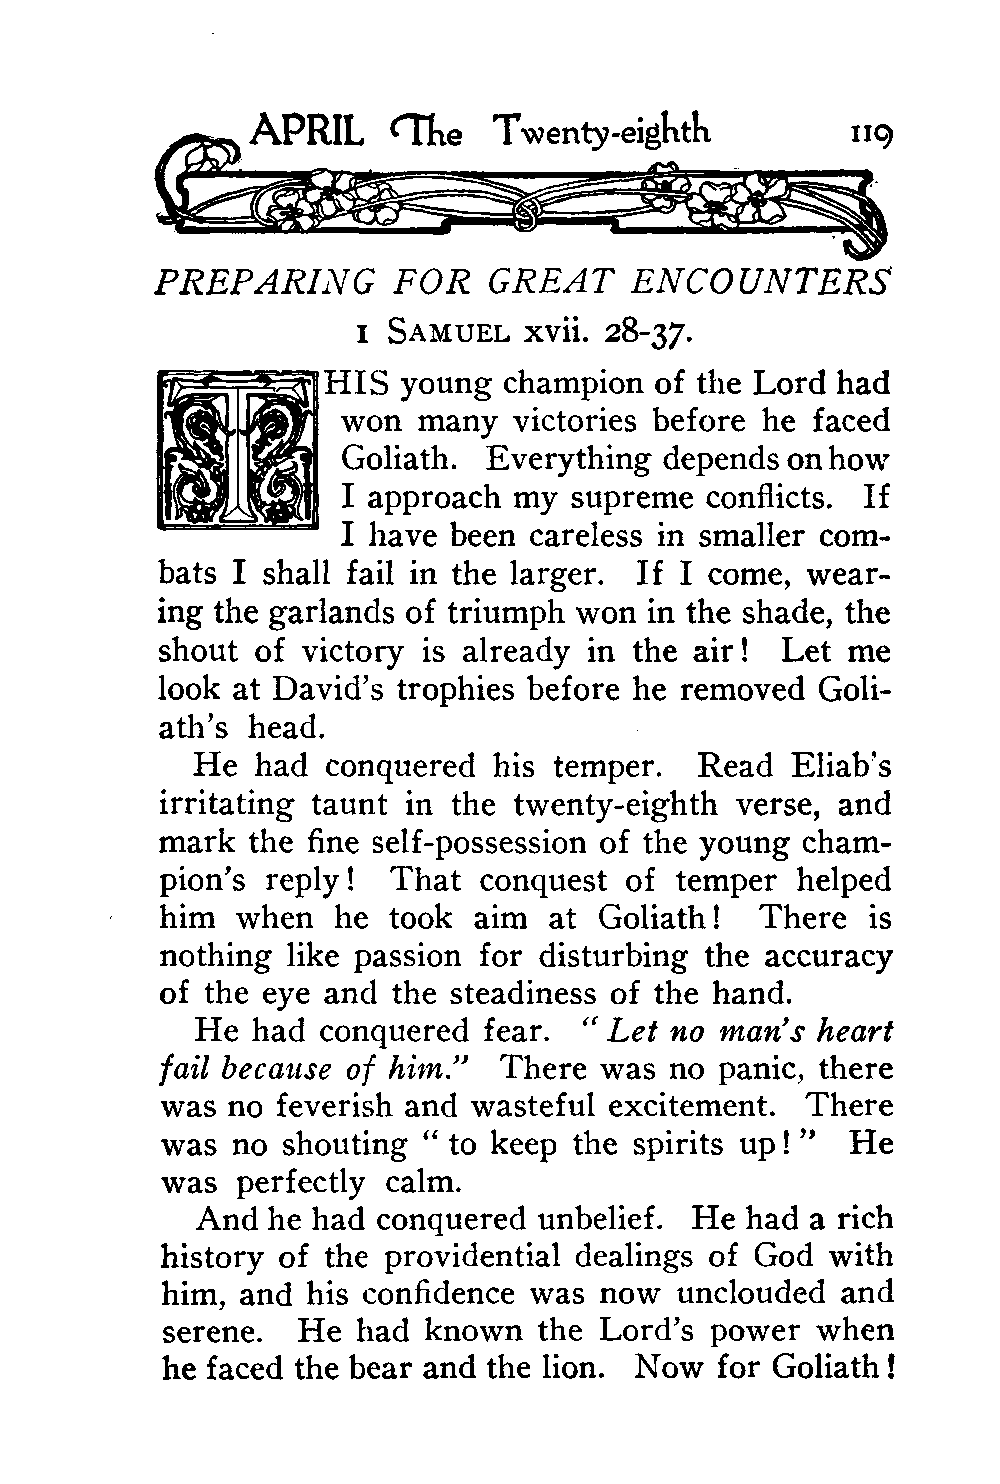 APRIL The Twenty-eighth 119
PREPARING FOR GREAT ENCOUNTERS
1 SAMUEL xvii. 28-37.
THIS young champion of the Lord had
won many victories before he faced
Goliath. Everything depends on how
I approach my supreme conflicts. If
I have been careless in smaller com-
bats I shall fail in the larger. If I come, wear-
ing the garlands of triumph won in the shade, the
shout of victory is already in the air! Let me
look at David's trophies before he removed Goli-
ath's head.
He had conquered his temper. Read Eliab's
irritating taunt in the twenty-eighth verse, and
mark the fine self-possession of the young cham-
pion's reply! That conquest of temper helped
him when he took aim at Goliath! There is
nothing like passion for disturbing the accuracy
of the eye and the steadiness of the hand.
He had conquered fear. "Let no man's heart
fail because of him." There was no panic, there
was no feverish and wasteful excitement. There
was no shouting "to keep the spirits up!" He
was perfectly calm.
And he had conquered unbelief. He had a rich
history of the providential dealings of God with
him, and his confidence was now unclouded and
serene. He had known the Lord's power when
he faced the bear and the lion. Now for Goliath!